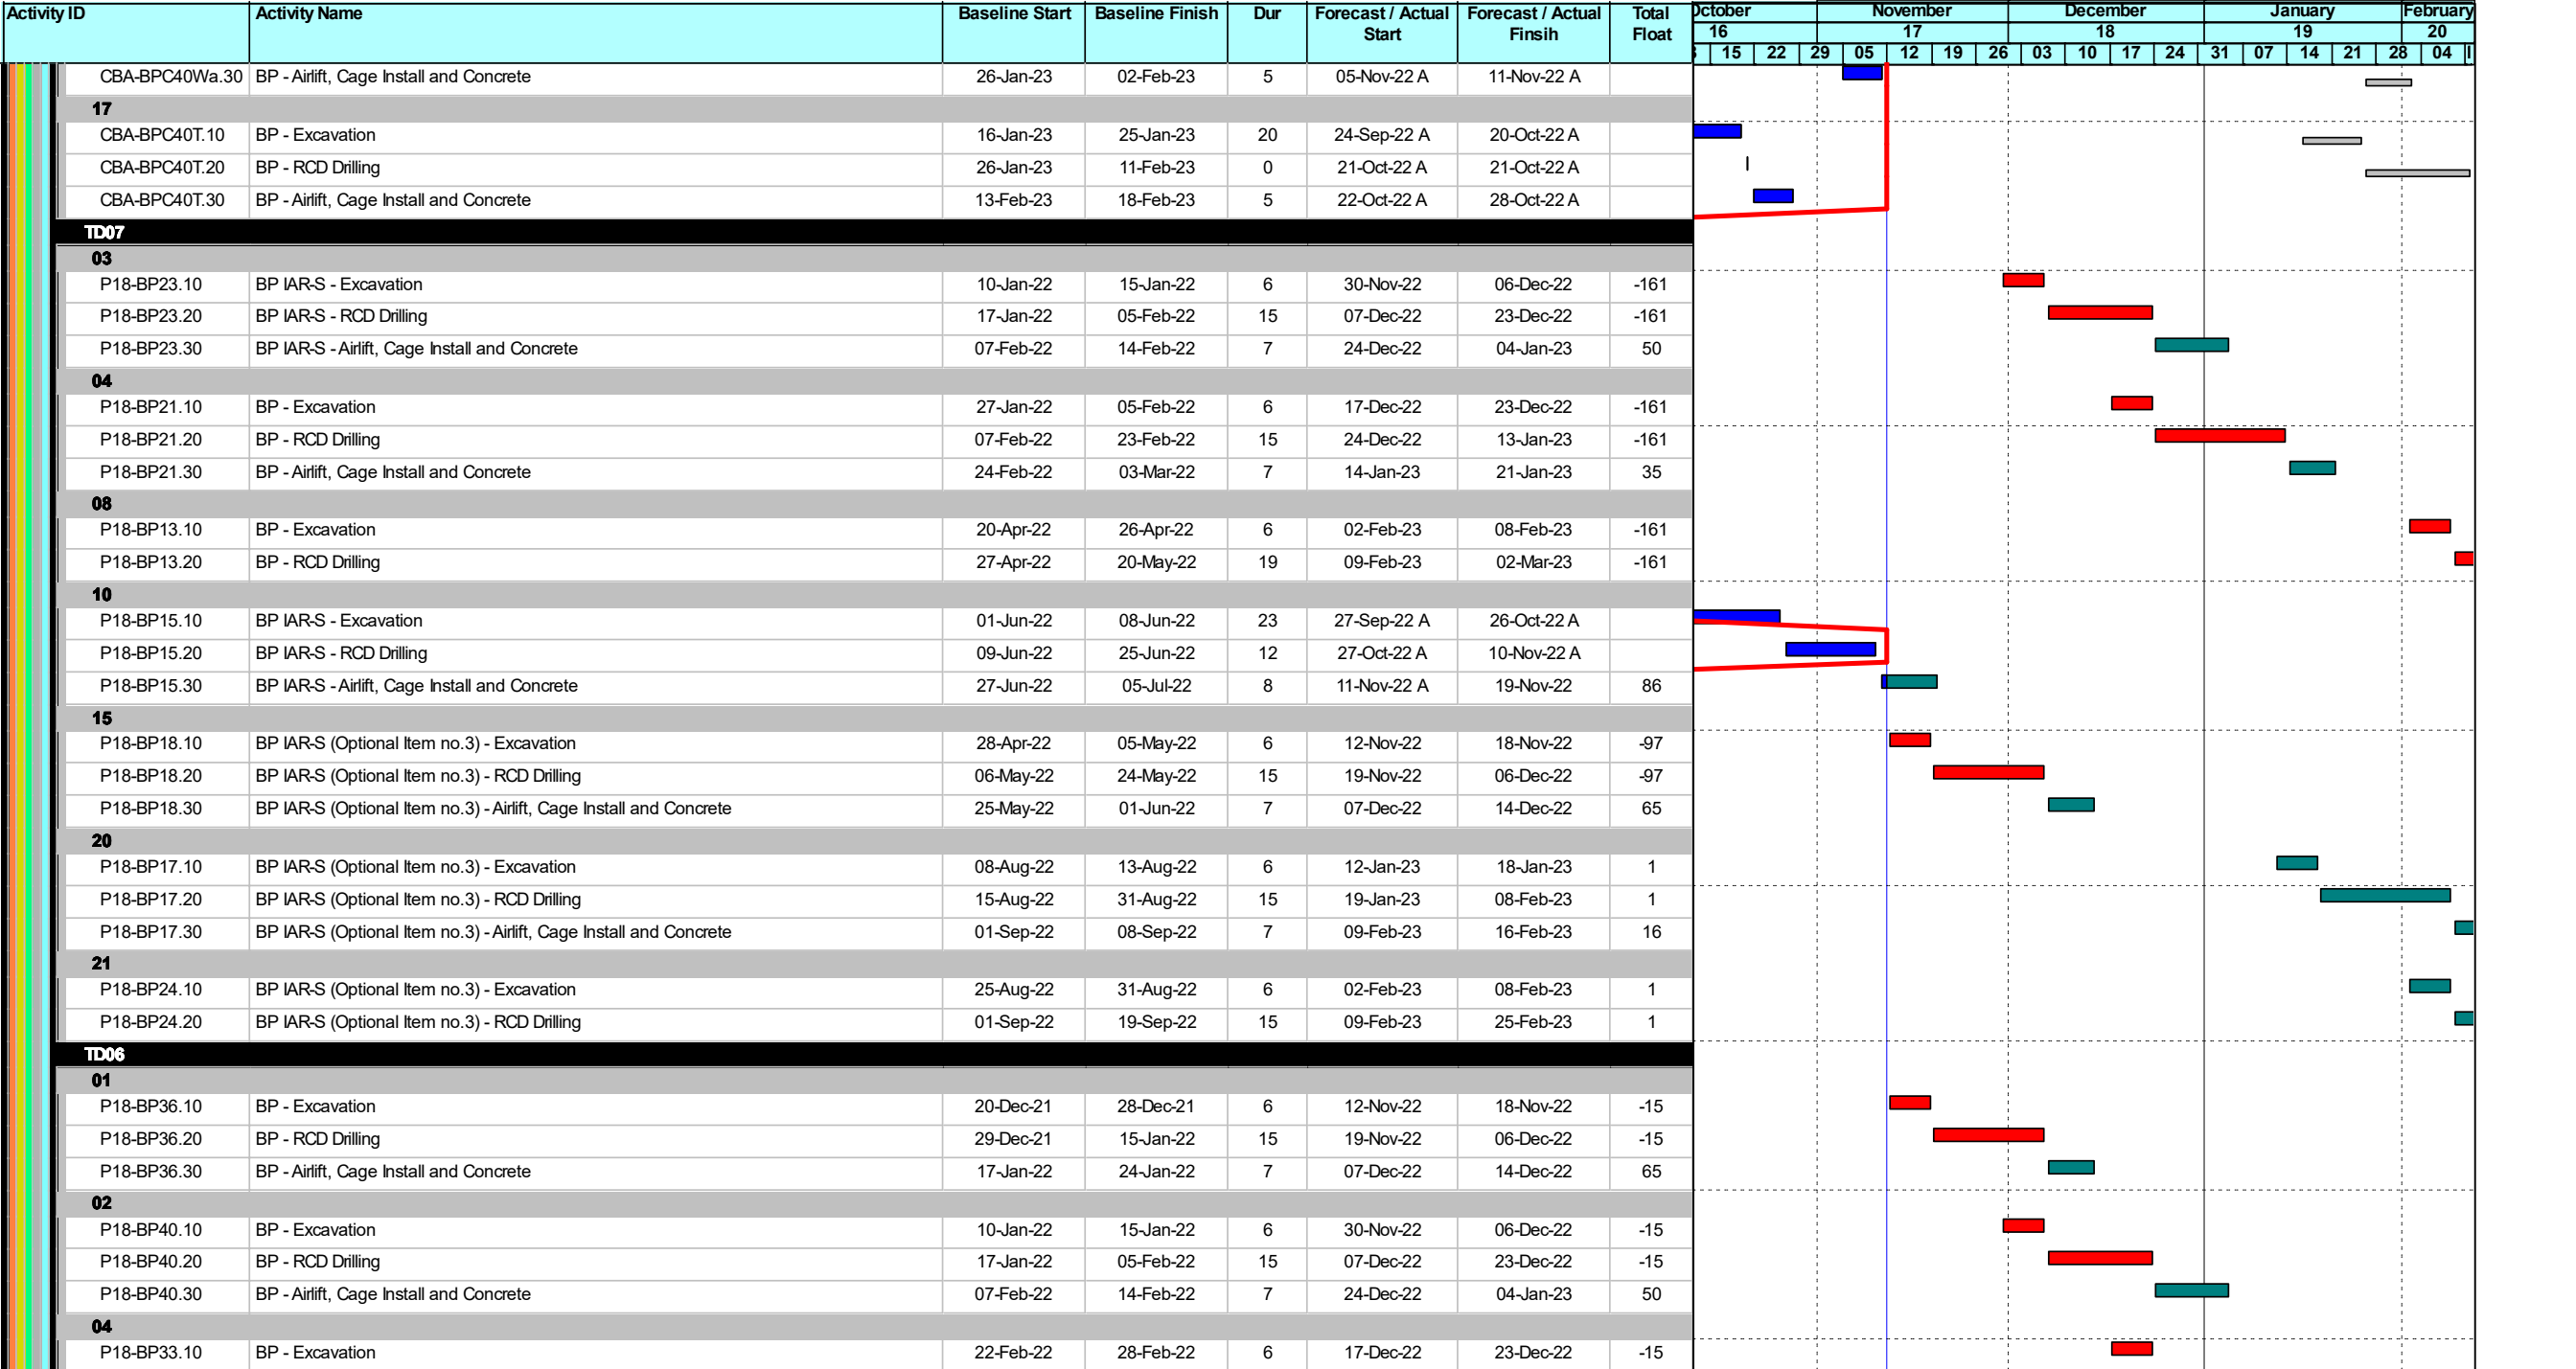 Activity ID Activity Name Baseline Start Baseline Finish Dur Forecast / Actual Start Forecast / Actual Finsih Total Float October November December January February
16 17 18 19 20
15 22 29 05 12 19 26 03 10 17 24 31 07 14 21 28 04
CBA-BPC40Wa.30 BP - Airlift, Cage Install and Concrete 26-Jan-23 02-Feb-23 5 05-Nov-22 A 11-Nov-22 A
17
CBA-BPC40T.10 BP - Excavation 16-Jan-23 25-Jan-23 20 24-Sep-22 A 20-Oct-22 A
CBA-BPC40T.20 BP - RCD Drilling 26-Jan-23 11-Feb-23 0 21-Oct-22 A 21-Oct-22 A
CBA-BPC40T.30 BP - Airlift, Cage Install and Concrete 13-Feb-23 18-Feb-23 5 22-Oct-22 A 28-Oct-22 A
TD07
03
P18-BP23.10 BP IAR-S - Excavation 10-Jan-22 15-Jan-22 6 30-Nov-22 06-Dec-22 -161
P18-BP23.20 BP IAR-S - RCD Drilling 17-Jan-22 05-Feb-22 15 07-Dec-22 23-Dec-22 -161
P18-BP23.30 BP IAR-S - Airlift, Cage Install and Concrete 07-Feb-22 14-Feb-22 7 24-Dec-22 04-Jan-23 50
04
P18-BP21.10 BP - Excavation 27-Jan-22 05-Feb-22 6 17-Dec-22 23-Dec-22 -161
P18-BP21.20 BP - RCD Drilling 07-Feb-22 23-Feb-22 15 24-Dec-22 13-Jan-23 -161
P18-BP21.30 BP - Airlift, Cage Install and Concrete 24-Feb-22 03-Mar-22 7 14-Jan-23 21-Jan-23 35
08
P18-BP13.10 BP - Excavation 20-Apr-22 26-Apr-22 6 02-Feb-23 08-Feb-23 -161
P18-BP13.20 BP - RCD Drilling 27-Apr-22 20-May-22 19 09-Feb-23 02-Mar-23 -161
10
P18-BP15.10 BP IAR-S - Excavation 01-Jun-22 08-Jun-22 23 27-Sep-22 A 26-Oct-22 A
P18-BP15.20 BP IAR-S - RCD Drilling 09-Jun-22 25-Jun-22 12 27-Oct-22 A 10-Nov-22 A
P18-BP15.30 BP IAR-S - Airlift, Cage Install and Concrete 27-Jun-22 05-Jul-22 8 11-Nov-22 A 19-Nov-22 86
15
P18-BP18.10 BP IAR-S (Optional Item no.3) - Excavation 28-Apr-22 05-May-22 6 12-Nov-22 18-Nov-22 -97
P18-BP18.20 BP IAR-S (Optional Item no.3) - RCD Drilling 06-May-22 24-May-22 15 19-Nov-22 06-Dec-22 -97
P18-BP18.30 BP IAR-S (Optional Item no.3) - Airlift, Cage Install and Concrete 25-May-22 01-Jun-22 7 07-Dec-22 14-Dec-22 65
20
P18-BP17.10 BP IAR-S (Optional Item no.3) - Excavation 08-Aug-22 13-Aug-22 6 12-Jan-23 18-Jan-23 1
P18-BP17.20 BP IAR-S (Optional Item no.3) - RCD Drilling 15-Aug-22 31-Aug-22 15 19-Jan-23 08-Feb-23 1
P18-BP17.30 BP IAR-S (Optional Item no.3) - Airlift, Cage Install and Concrete 01-Sep-22 08-Sep-22 7 09-Feb-23 16-Feb-23 16
21
P18-BP24.10 BP IAR-S (Optional Item no.3) - Excavation 25-Aug-22 31-Aug-22 6 02-Feb-23 08-Feb-23 1
P18-BP24.20 BP IAR-S (Optional Item no.3) - RCD Drilling 01-Sep-22 19-Sep-22 15 09-Feb-23 25-Feb-23 1
TD06
01
P18-BP36.10 BP - Excavation 20-Dec-21 28-Dec-21 6 12-Nov-22 18-Nov-22 -15
P18-BP36.20 BP - RCD Drilling 29-Dec-21 15-Jan-22 15 19-Nov-22 06-Dec-22 -15
P18-BP36.30 BP - Airlift, Cage Install and Concrete 17-Jan-22 24-Jan-22 7 07-Dec-22 14-Dec-22 65
02
P18-BP40.10 BP - Excavation 10-Jan-22 15-Jan-22 6 30-Nov-22 06-Dec-22 -15
P18-BP40.20 BP - RCD Drilling 17-Jan-22 05-Feb-22 15 07-Dec-22 23-Dec-22 -15
P18-BP40.30 BP - Airlift, Cage Install and Concrete 07-Feb-22 14-Feb-22 7 24-Dec-22 04-Jan-23 50
04
P18-BP33.10 BP - Excavation 22-Feb-22 28-Feb-22 6 17-Dec-22 23-Dec-22 -15